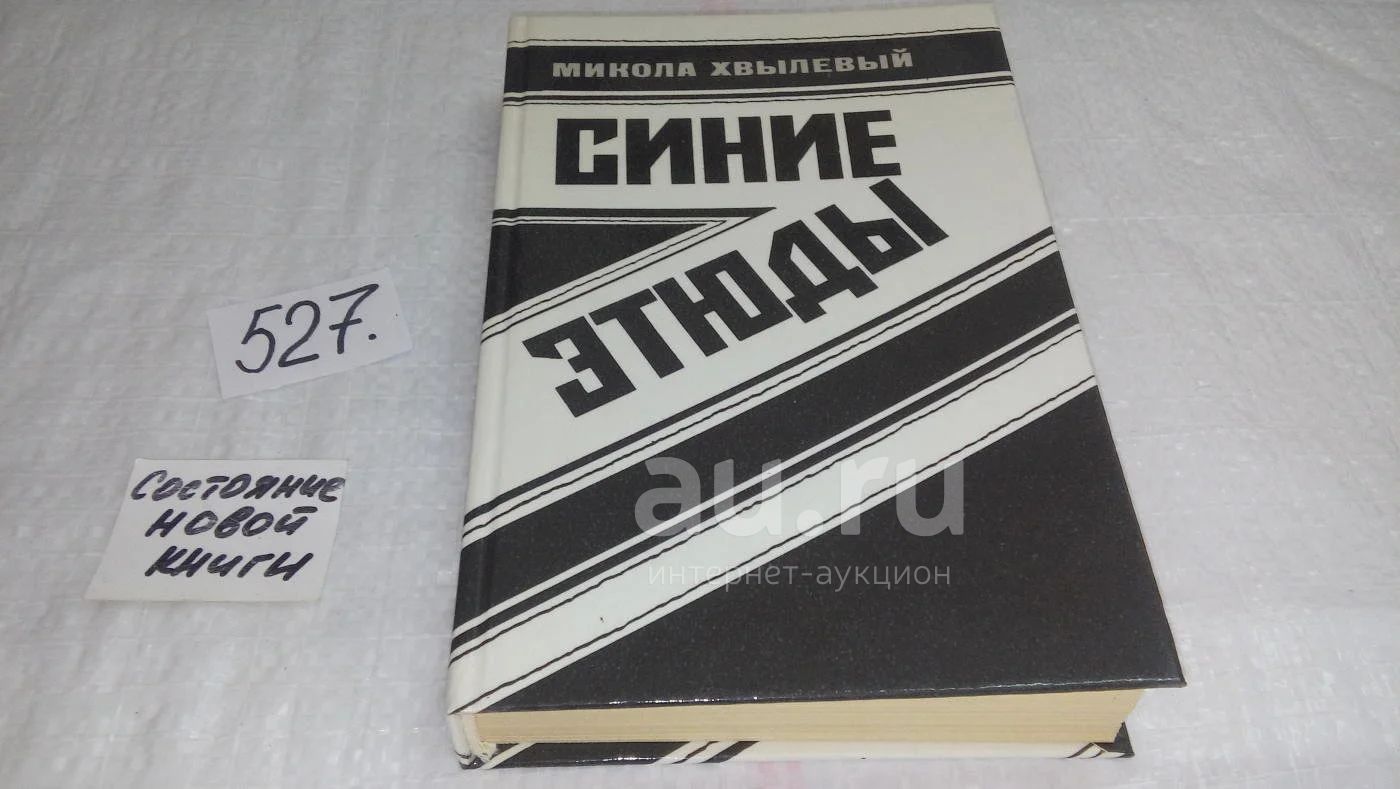 МИКОЛА ХВЫЛЕВЫЙ
СИНИЕ
ЭТЮДЫ
527.
Состояние
новой
книги
au.ru
интернет-аукцион